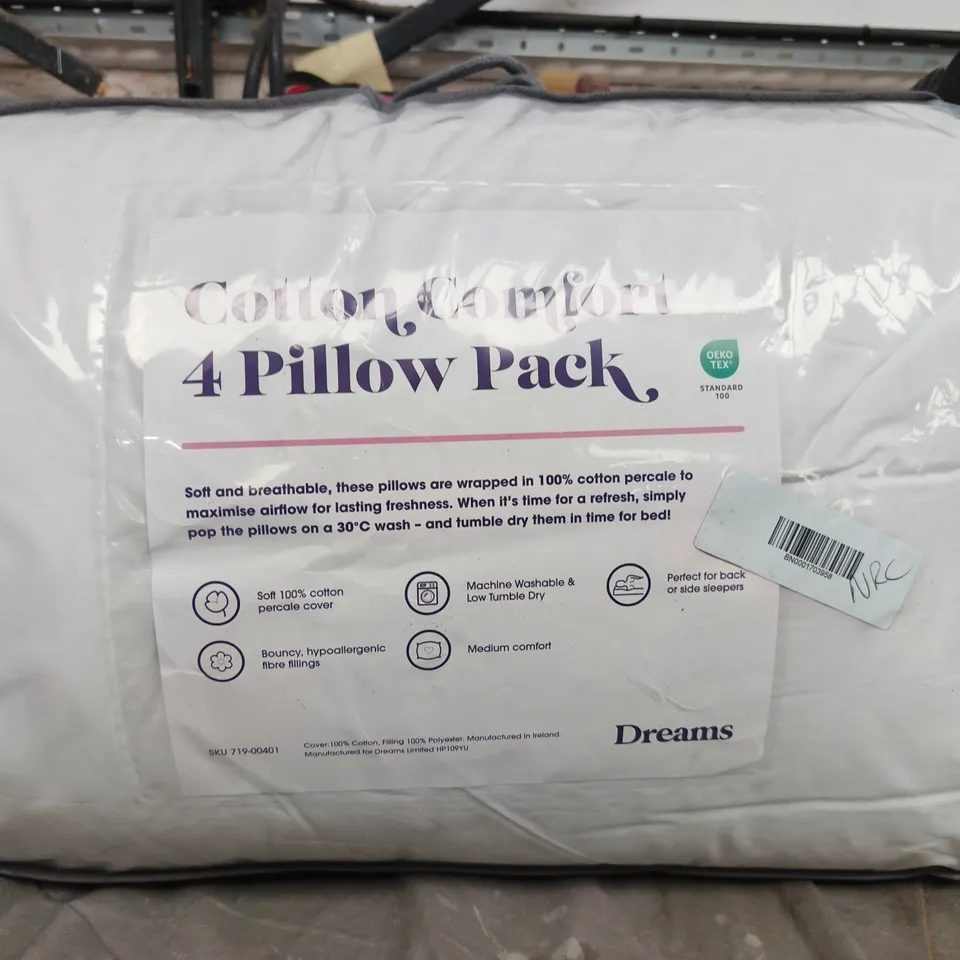 Cotton Comfort
4 Pillow Pack
OEKO
TEX®
STANDARD
100
Soft and breathable, these pillows are wrapped in 100% cotton percale to
maximise airflow for lasting freshness. When it's time for a refresh, simply
pop the pillows on a 30°C wash – and tumble dry them in time for bed!
BN0001703958
NRC
Soft 100% cotton
percale cover
Machine Washable &
Low Tumble Dry
Perfect for back
or side sleepers
Bouncy, hypoallergenic
fibre fillings
Medium comfort
SKU 719-00401
Cover:100% Cotton, Filling 100% Polyester. Manufactured in Ireland.
Manufactured for Dreams Limited HP109YU
Dreams